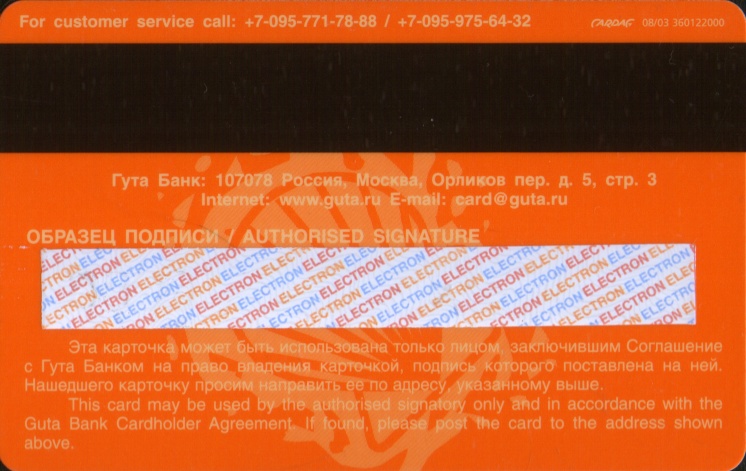 For customer service call: +7-095-771-78-88 / +7-095-975-64-32
CARDAG 08/03 360122000
Гута Банк: 107078 Россия, Москва, Орликов пер. д. 5, стр. 3
Internet: www.guta.ru E-mail: card@guta.ru
ОБРАЗЕЦ ПОДПИСИ / AUTHORISED SIGNATURE
ELECTRON ELECTRON ELECTRON ELECTRON ELECTRON ELECTRON
Эта карточка может быть использована только лицом, заключившим Соглашение
с Гута Банком на право владения карточкой, подпись которого поставлена на ней.
Нашедшего карточку просим направить ее по адресу, указанному выше.
This card may be used by the authorised signatory only and in accordance with the
Guta Bank Cardholder Agreement. If found, please post the card to the address shown
above.